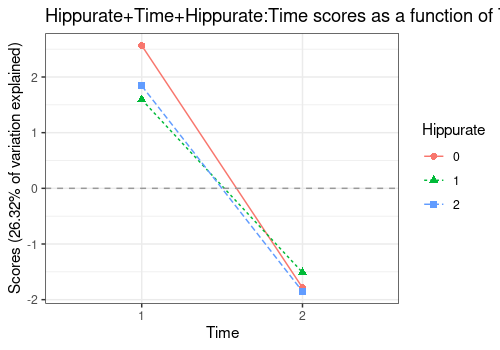 Hippurate+Time+Hippurate:Time scores as a function of
Scores (26.32% of variation explained)
2
1
0
-1
-2
1
2
Time
Hippurate
0
1
2